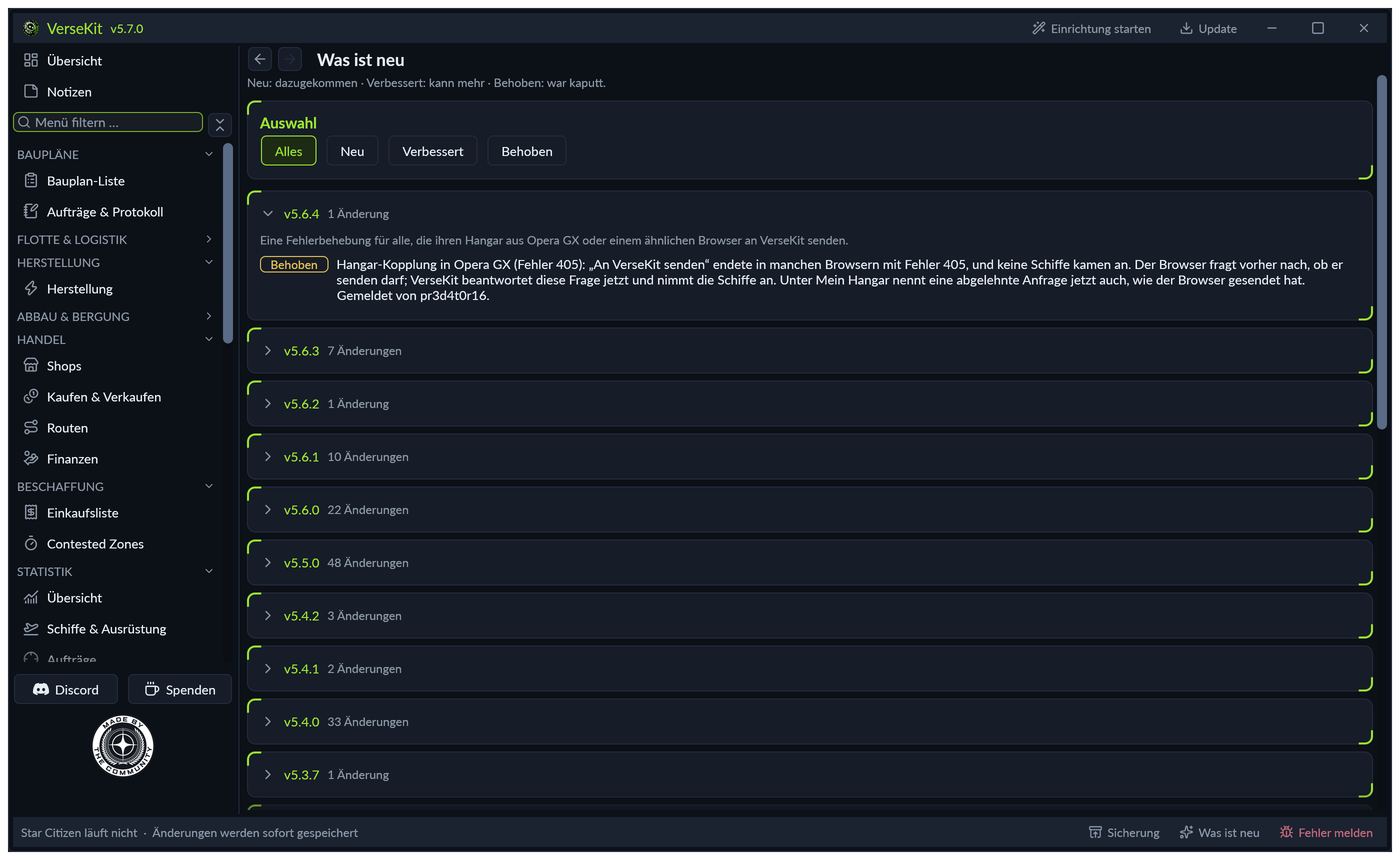 VerseKit v5.7.0
Einrichtung starten
Update
Übersicht
Notizen
Menü filtern ...
BAUPLÄNE
Bauplan-Liste
Aufträge & Protokoll
FLOTTE & LOGISTIK
HERSTELLUNG
Herstellung
ABBAU & BERGUNG
HANDEL
Shops
Kaufen & Verkaufen
Routen
Finanzen
BESCHAFFUNG
Einkaufsliste
Contested Zones
STATISTIK
Übersicht
Schiffe & Ausrüstung
Aufträge
Discord
Spenden
MADE BY
THE COMMUNITY
Was ist neu
Neu: dazugekommen · Verbessert: kann mehr · Behoben: war kaputt.
Auswahl
Alles
Neu
Verbessert
Behoben
v5.6.4 1 Änderung
Eine Fehlerbehebung für alle, die ihren Hangar aus Opera GX oder einem ähnlichen Browser an VerseKit senden.
Behoben
Hangar-Kopplung in Opera GX (Fehler 405): „An VerseKit senden“ endete in manchen Browsern mit Fehler 405, und keine Schiffe kamen an. Der Browser fragt vorher nach, ob er
senden darf; VerseKit beantwortet diese Frage jetzt und nimmt die Schiffe an. Unter Mein Hangar nennt eine abgelehnte Anfrage jetzt auch, wie der Browser gesendet hat.
Gemeldet von pr3d4t0r16.
v5.6.3 7 Änderungen
v5.6.2 1 Änderung
v5.6.1 10 Änderungen
v5.6.0 22 Änderungen
v5.5.0 48 Änderungen
v5.4.2 3 Änderungen
v5.4.1 2 Änderungen
v5.4.0 33 Änderungen
v5.3.7 1 Änderung
Star Citizen läuft nicht · Änderungen werden sofort gespeichert
Sicherung
Was ist neu
Fehler melden